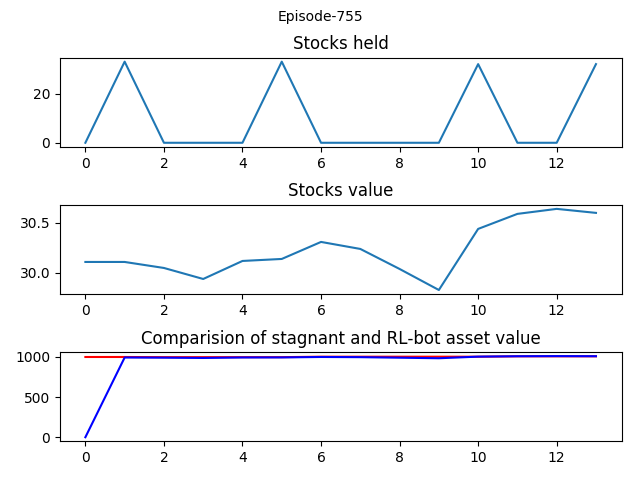 Episode-755
Stocks held
20
0
0 2 4 6 8 10 12
Stocks value
30.5
30.0
0 2 4 6 8 10 12
Comparision of stagnant and RL-bot asset value
1000
500
0
0 2 4 6 8 10 12